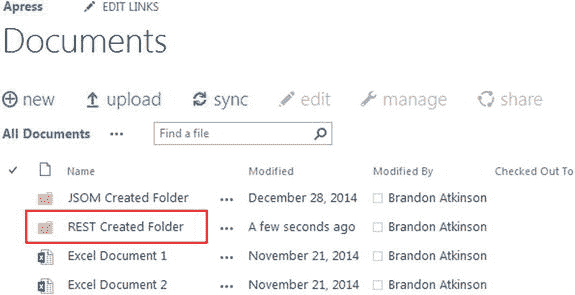 Apress EDIT LINKS
Documents
new upload sync edit manage share
All Documents ... Find a file
Name Modified Modified By Checked Out To
JSOM Created Folder ... December 28, 2014 Brandon Atkinson
REST Created Folder ... A few seconds ago Brandon Atkinson
Excel Document 1 ... November 21, 2014 Brandon Atkinson
Excel Document 2 ... November 21, 2014 Brandon Atkinson